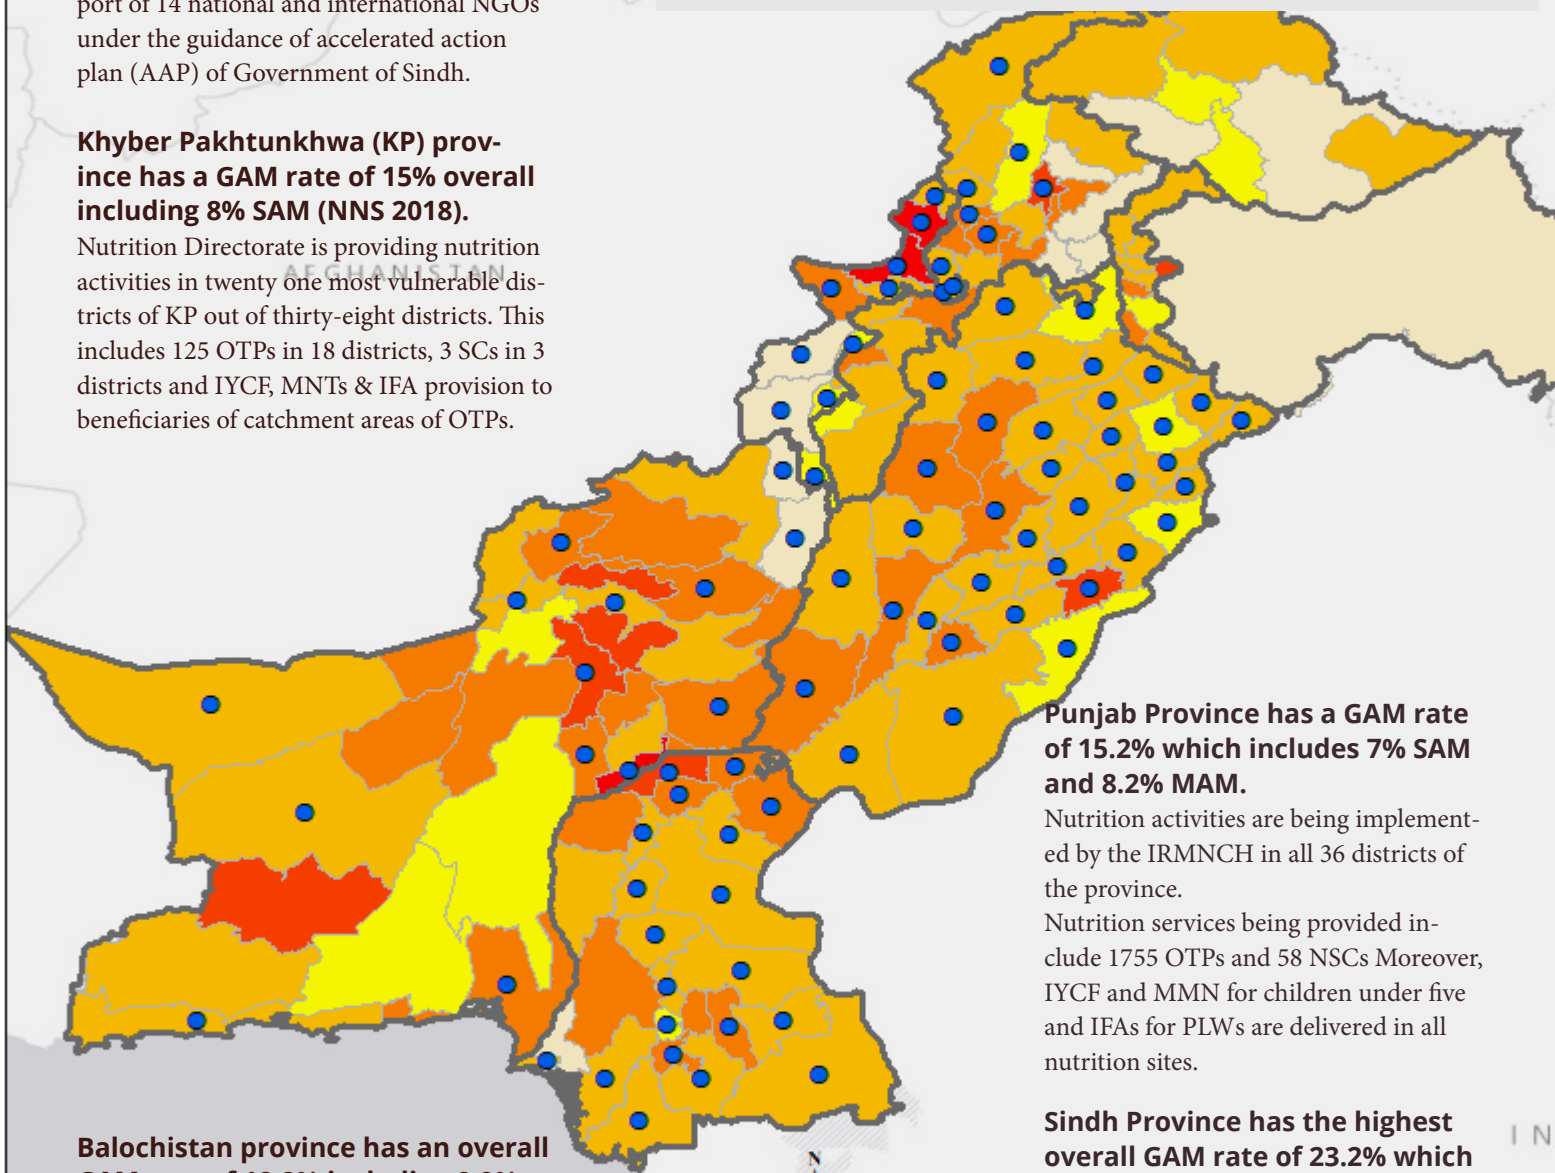 port of 14 national and international NGOs
under the guidance of accelerated action
plan (AAP) of Government of Sindh.
Khyber Pakhtunkhwa (KP) prov-
ince has a GAM rate of 15% overall
including 8% SAM (NNS 2018).
Nutrition Directorate is providing nutrition
activities in twenty one most vulnerable dis-
tricts of KP out of thirty-eight districts. This
includes 125 OTPs in 18 districts, 3 SCs in 3
districts and IYCF, MNTs & IFA provision to
beneficiaries of catchment areas of OTPs.
AFGHANISTAN
Punjab Province has a GAM rate
of 15.2% which includes 7% SAM
and 8.2% MAM.
Nutrition activities are being implement-
ed by the IRMNCH in all 36 districts of
the province.
Nutrition services being provided in-
clude 1755 OTPs and 58 NSCs Moreover,
IYCF and MMN for children under five
and IFAs for PLWs are delivered in all
nutrition sites.
Balochistan province has an overall
Sindh Province has the highest
overall GAM rate of 23.2% which
I N
N